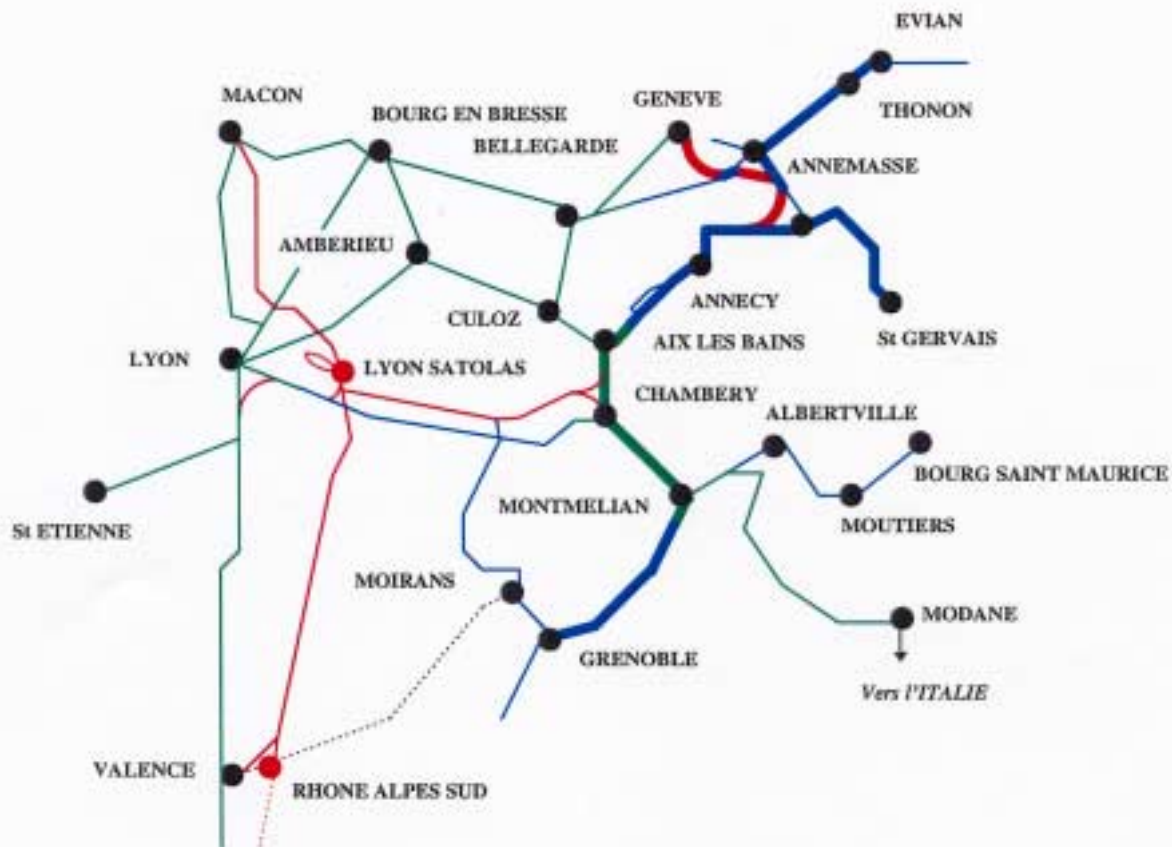 EVIAN
MACON
GENEVE
BOURG EN BRESSE
THONON
BELLEGARDE
ANNEMASSE
AMBERIEU
ANNECY
CULOZ
St GERVAIS
AIX LES BAINS
LYON
LYON SATOLAS
CHAMBERY
ALBERTVILLE
BOURG SAINT MAURICE
MONTMELIAN
MOUTIERS
St ETIENNE
MOIRANS
MODANE
GRENOBLE
Vers l'ITALIE
VALENCE
RHONE ALPES SUD